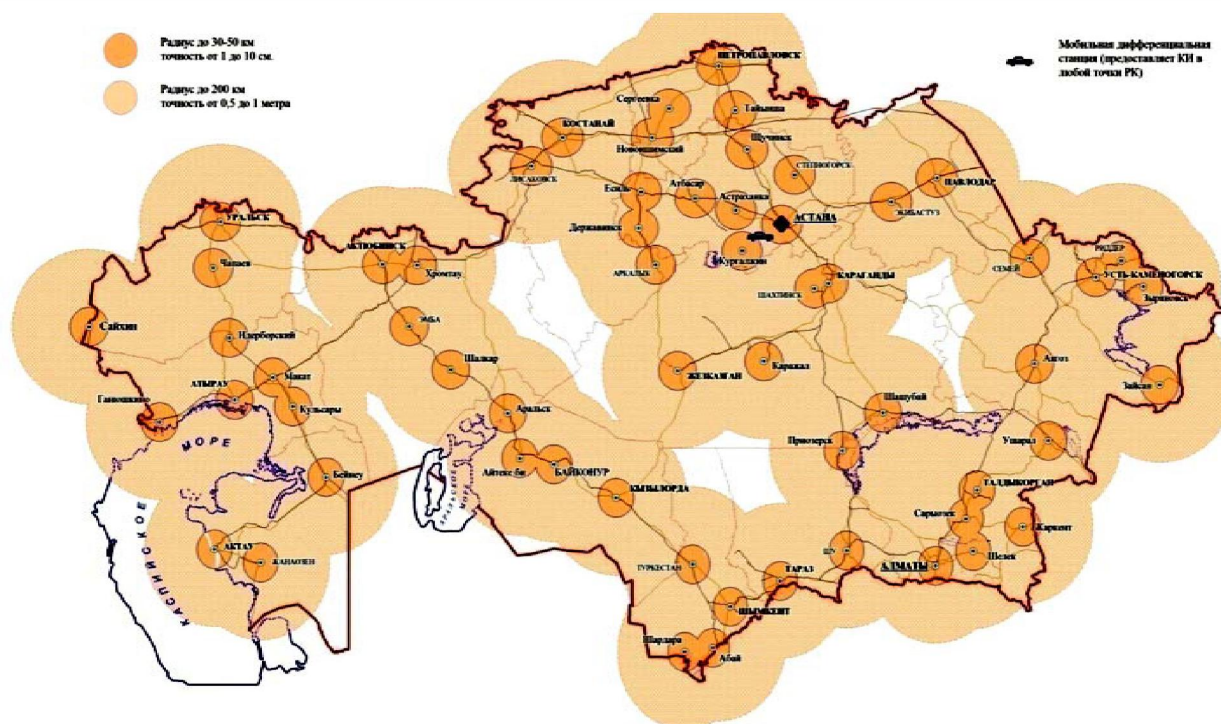 Радиус до 30-50 км
точность от 1 до 10 см.
Радиус до 200 км
точность от 0,5 до 1 метра
Мобильная дифференциальная
станция (предоставляет КИ в
любой точки РК)
ПЕТРОПАВЛОВСК
Сергеевка
Тайынша
КОСТАНАЙ
Новоишимский
Щучинск
ЛИСАКОВСК
СТЕПНОГОРСК
ПАВЛОДАР
Есиль
Атбасар
Астраханка
ЭКИБАСТУЗ
АСТАНА
УРАЛЬСК
Державинск
АКТЮБИНСК
Кургалжин
Чапаев
Хромтау
АРКАЛЫК
СЕМЕЙ
РИДДЕР
КАРАГАНДЫ
УСТЬ-КАМЕНОГОРСК
ШАХТИНСК
Зыряновск
Сайхин
ЭМБА
Индерборский
Шалкар
Каражал
ЖЕЗКАЗГАН
Аягоз
Макат
АТЫРАУ
Зайсан
Ганюшкино
Кульсары
Аральск
Шашубай
МОРЕ
Приозерск
Ушарал
Айтеке би
БАЙКОНУР
Бейнеу
КЫЗЫЛОРДА
ТАЛДЫКОРГАН
АРАЛЬСКОЕ
МОРЕ
Сарыозек
Жаркент
АКТАУ
ЖАНАОЗЕН
ШУ
Шелек
ТУРКЕСТАН
АЛМАТЫ
ТАРАЗ
КАСПИЙСКОЕ
ШЫМКЕНТ
Шардара
Абай